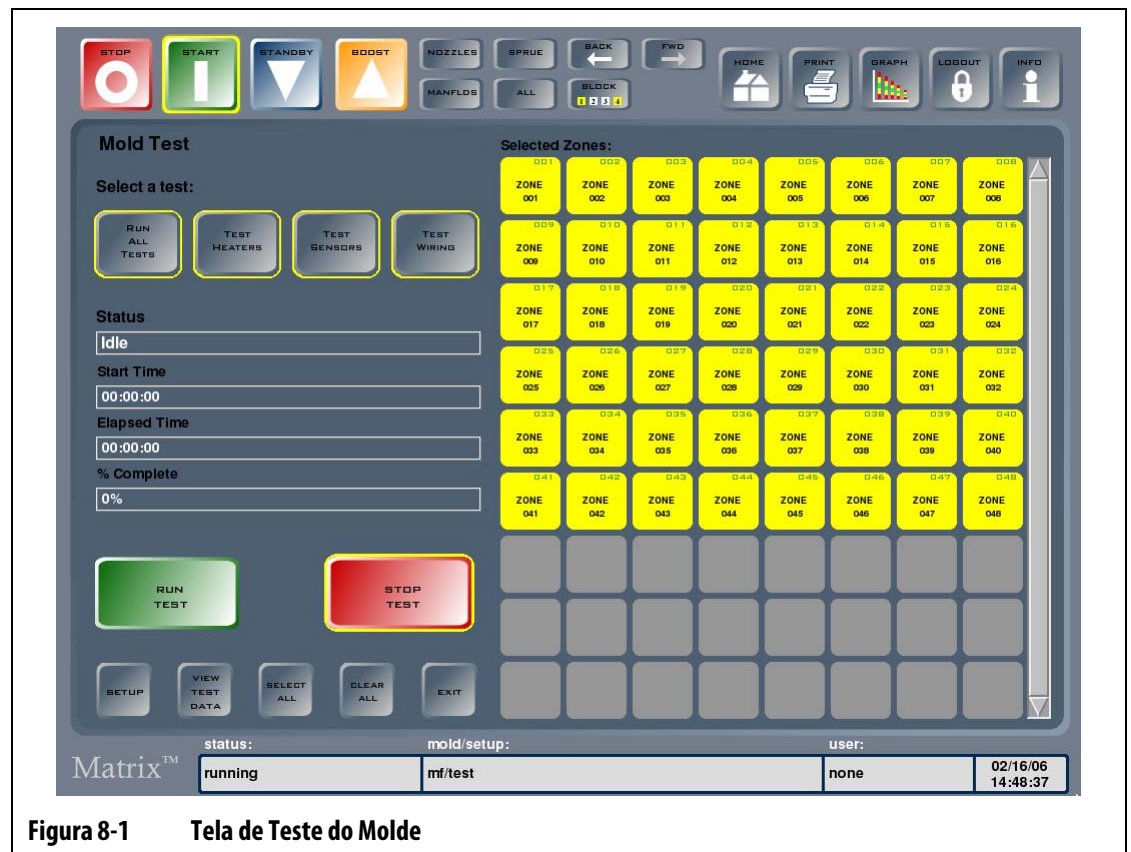 STOP START STANDBY BOOST NOZZLES SPRUE BACK FWD
HOME PRINT GRAPH LOGOUT INFO
MANFLDS ALL BLOCK
1 2 3 4
Mold Test
Select a test:
RUN ALL TESTS
TEST HEATERS
TEST SENSORS
TEST WIRING
Status
Idle
Start Time
00:00:00
Elapsed Time
00:00:00
% Complete
0%
RUN TEST
STOP TEST
SETUP
VIEW TEST DATA
SELECT ALL
CLEAR ALL
EXIT
Selected Zones:
001 002 003 004 005 006 007 008
ZONE ZONE ZONE ZONE ZONE ZONE ZONE ZONE
001 002 003 004 005 006 007 008
009 010 011 012 013 014 015 016
ZONE ZONE ZONE ZONE ZONE ZONE ZONE ZONE
009 010 011 012 013 014 015 016
017 018 019 020 021 022 023 024
ZONE ZONE ZONE ZONE ZONE ZONE ZONE ZONE
017 018 019 020 021 022 023 024
025 026 027 028 029 030 031 032
ZONE ZONE ZONE ZONE ZONE ZONE ZONE ZONE
025 026 027 028 029 030 031 032
033 034 035 036 037 038 039 040
ZONE ZONE ZONE ZONE ZONE ZONE ZONE ZONE
033 034 035 036 037 038 039 040
041 042 043 044 045 046 047 048
ZONE ZONE ZONE ZONE ZONE ZONE ZONE ZONE
041 042 043 044 045 046 047 048
Matrix™
status:
running
mold/setup:
mf/test
user:
none
02/16/06
14:48:37
Figura 8-1 Tela de Teste do Molde